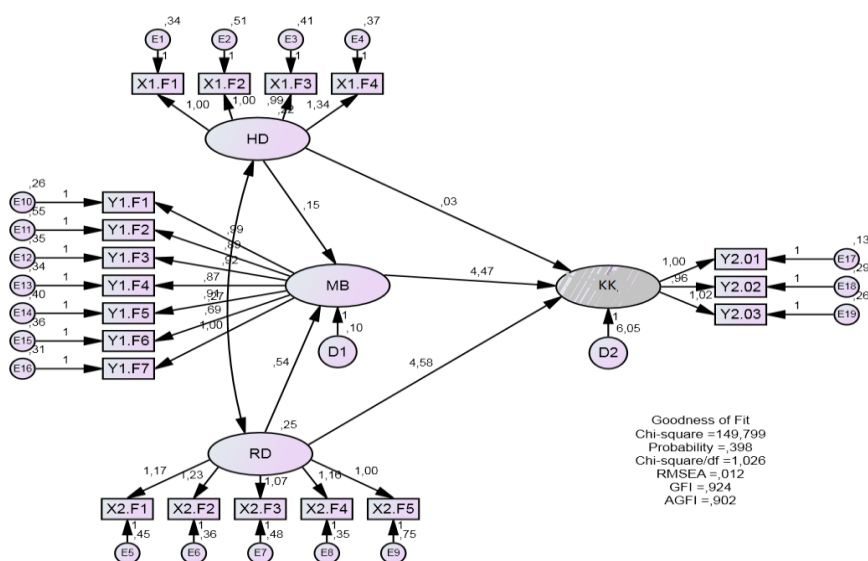 ,34 ,51 ,41 ,37
E1 E2 E3 E4
1 1 1 1
X1.F1 X1.F2 X1.F3 X1.F4
1,00 1,00 ,99 1,34
,22
HD
,26
E10 1 Y1.F1
,55
E11 1 Y1.F2
,35
E12 1 Y1.F3
,34
E13 1 Y1.F4
,40
E14 1 Y1.F5
,36
E15 1 Y1.F6
,31
E16 1 Y1.F7
,99
,89
,92
,87
,91
,27
,69
1,00
,15
,03
MB
1
,10
D1
4,47
KK
1
6,05
D2
1,00 Y2.01 1 E17 ,13
,96 Y2.02 1 E18 ,29
1,02 Y2.03 1 E19 ,26
,54
4,58
,25
RD
1,17 1,23 1,07 1,16 1,00
X2.F1 X2.F2 X2.F3 X2.F4 X2.F5
1 1 1 1 1
,45 ,36 ,48 ,35 ,75
E5 E6 E7 E8 E9
Goodness of Fit
Chi-square =149,799
Probability =,398
Chi-square/df =1,026
RMSEA =,012
GFI =,924
AGFI =,902